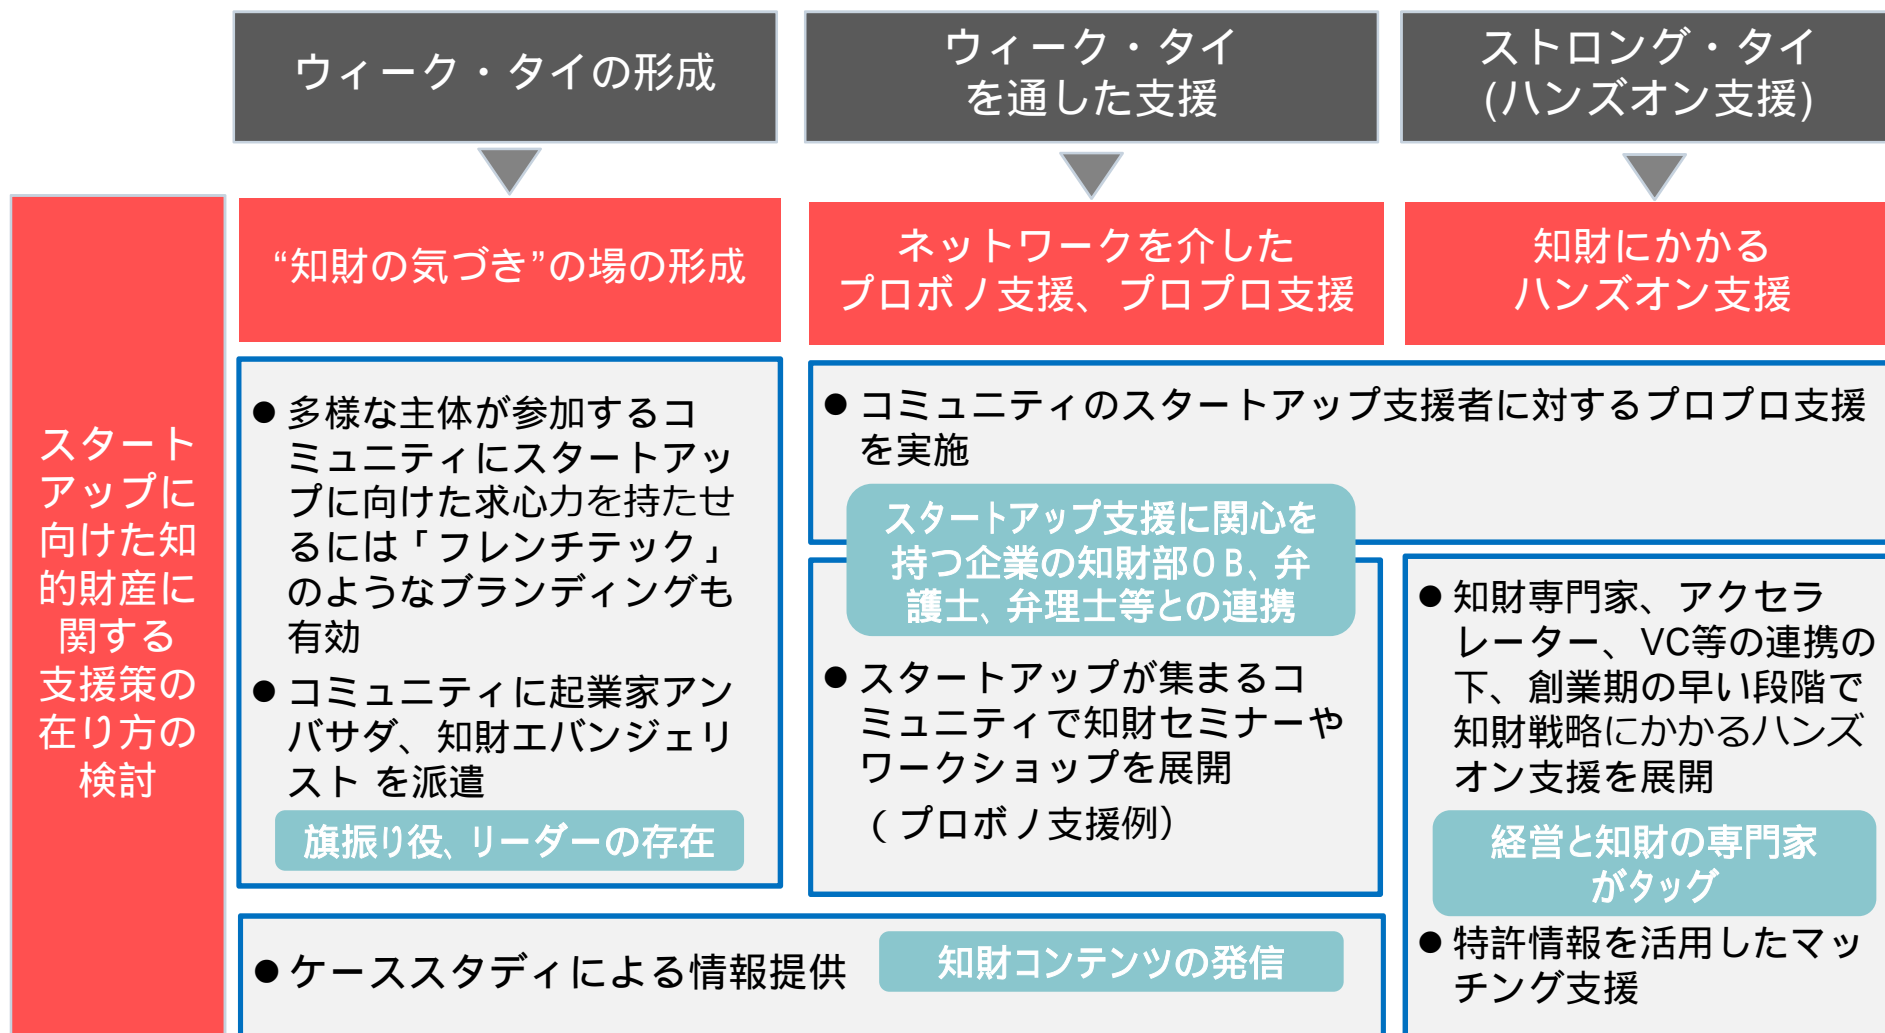 ウィーク・タイの形成
ウィーク・タイ
を通した支援
ストロング・タイ
(ハンズオン支援)
スタート
アップに
向けた知
的財産に
関する
支援策の
在り方の
検討
“知財の気づき”の場の形成
ネットワークを介した
プロボノ支援、プロプロ支援
知財にかかる
ハンズオン支援
● 多様な主体が参加するコ
ミュニティにスタートアッ
プに向けた求心力を持たせ
るには「フレンチテック」
のようなブランディングも
有効
● コミュニティに起業家アン
バサダ、知財エバンジェリ
スト を派遣
旗振り役、リーダーの存在
● コミュニティのスタートアップ支援者に対するプロプロ支援
を実施
スタートアップ支援に関心を
持つ企業の知財部OB、弁
護士、弁理士等との連携
● スタートアップが集まるコ
ミュニティで知財セミナーや
ワークショップを展開
(プロボノ支援例)
● 知財専門家、アクセラ
レーター、VC等の連携の
下、創業期の早い段階で
知財戦略にかかるハンズ
オン支援を展開
経営と知財の専門家
がタッグ
● 特許情報を活用したマッ
チング支援
● ケーススタディによる情報提供
知財コンテンツの発信